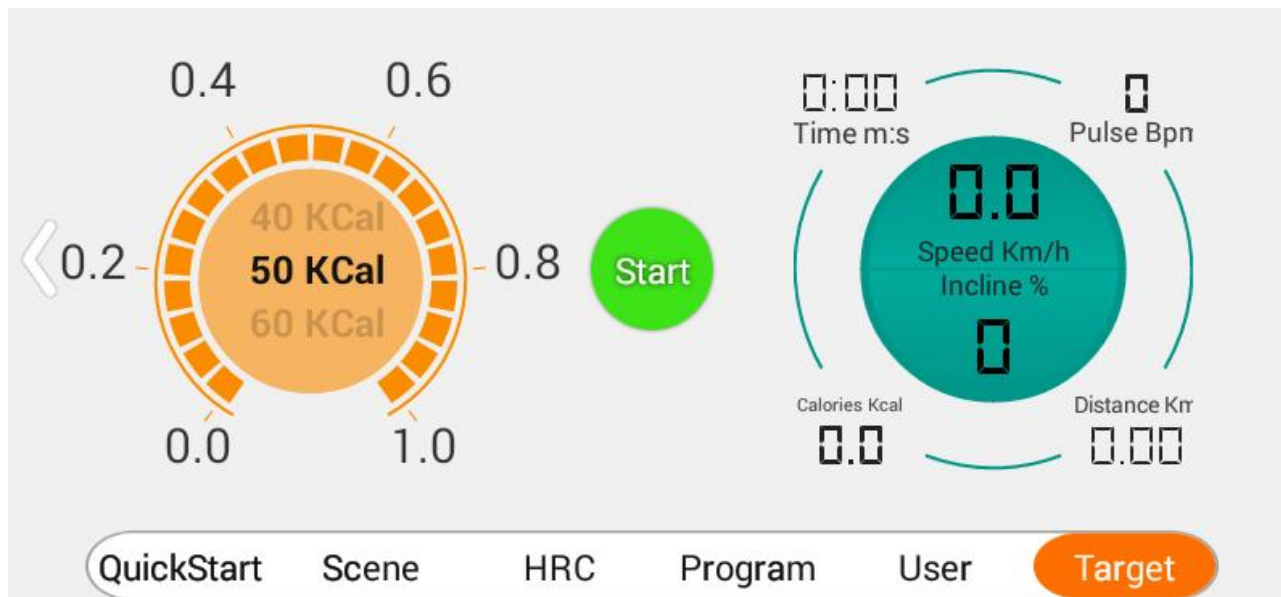 0.4
0.6
0.2
0.8
0.0
1.0
40 KCal
50 KCal
60 KCal
Start
0:00
Time m:s
0
Pulse Bpm
0.0
Speed Km/h
Incline %
0
Calories Kcal
0.0
Distance Km
0.00
QuickStart Scene HRC Program User Target